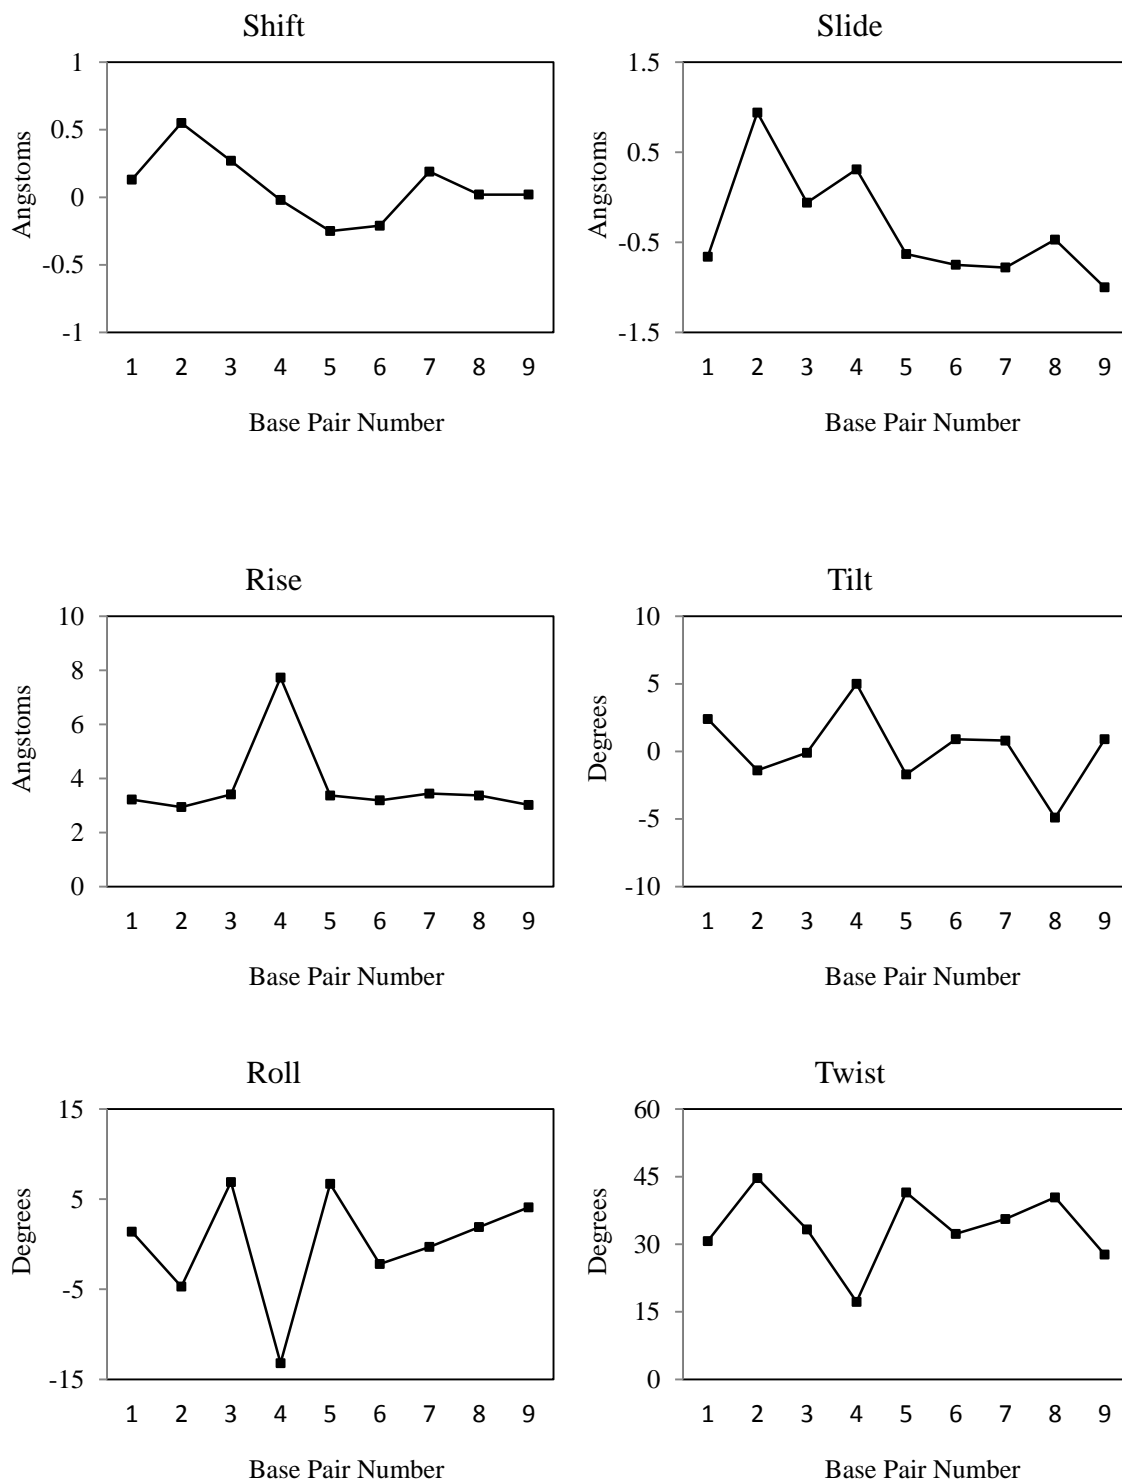 Shift
1
0.5
0
-0.5
-1
Angstoms
1 2 3 4 5 6 7 8 9
Base Pair Number
Slide
1.5
0.5
-0.5
-1.5
Angstoms
1 2 3 4 5 6 7 8 9
Base Pair Number
Rise
10
8
6
4
2
0
Angstoms
1 2 3 4 5 6 7 8 9
Base Pair Number
Tilt
10
5
0
-5
-10
Degrees
1 2 3 4 5 6 7 8 9
Base Pair Number
Roll
15
5
-5
-15
Degrees
1 2 3 4 5 6 7 8 9
Base Pair Number
Twist
60
45
30
15
0
Degrees
1 2 3 4 5 6 7 8 9
Base Pair Number